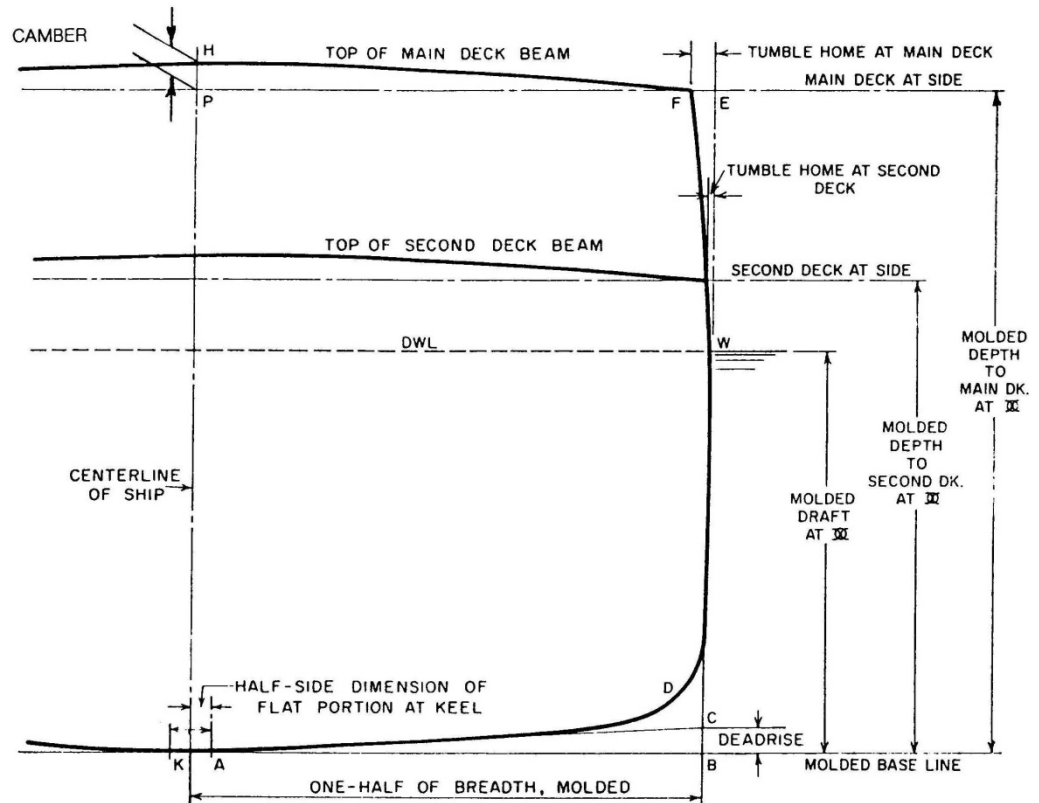 CAMBER
H
TOP OF MAIN DECK BEAM
TUMBLE HOME AT MAIN DECK
MAIN DECK AT SIDE
P
F
E
TUMBLE HOME AT SECOND
DECK
TOP OF SECOND DECK BEAM
SECOND DECK AT SIDE
DWL
W
MOLDED
DEPTH
TO
MAIN DK.
AT
MOLDED
DEPTH
TO
SECOND DK.
AT
CENTERLINE
OF SHIP
MOLDED
DRAFT
AT
HALF-SIDE DIMENSION OF
FLAT PORTION AT KEEL
D
C
DEADRISE
K
A
B
MOLDED BASE LINE
ONE-HALF OF BREADTH, MOLDED